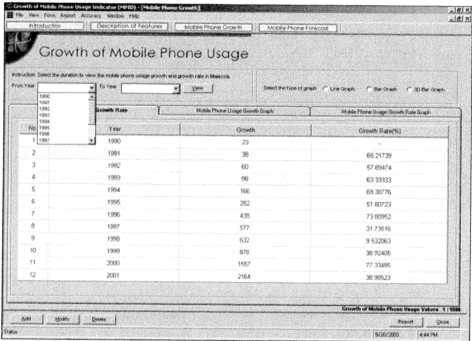 Growth of Mobile Phone Usage Indicator (MPID) - [Mobile Phone Growth]
File View Form Report Accuracy Window Help
Introduction Description of Features Mobile Phone Growth Mobile Phone Forecast
Growth of Mobile Phone Usage
Instruction: Select the duration to view the mobile phone usage growth and growth rate in Malaysia.
From Year To Year View Select the type of graph Line Graph Bar Graph 3D Bar Graph
1990
1991
1992
1993
1994
1995
1996
1997
Growth Rate Mobile Phone Usage Growth Graph Mobile Phone Usage Growth Rate Graph
No Year Growth Growth Rate(%)
1 1990 23 -
2 1991 38 65.21739
3 1992 60 57.89474
4 1993 98 63.33333
5 1994 166 69.38776
6 1995 252 51.80723
7 1996 438 73.80952
8 1997 577 31.73516
9 1998 632 9.532063
10 1999 878 38.92405
11 2000 1557 77.33485
12 2001 2164 38.98523
Growth of Mobile Phone Usage Values 1:1000
Add Modify Delete Report Close
Status 9/26/2003 4:44 PM